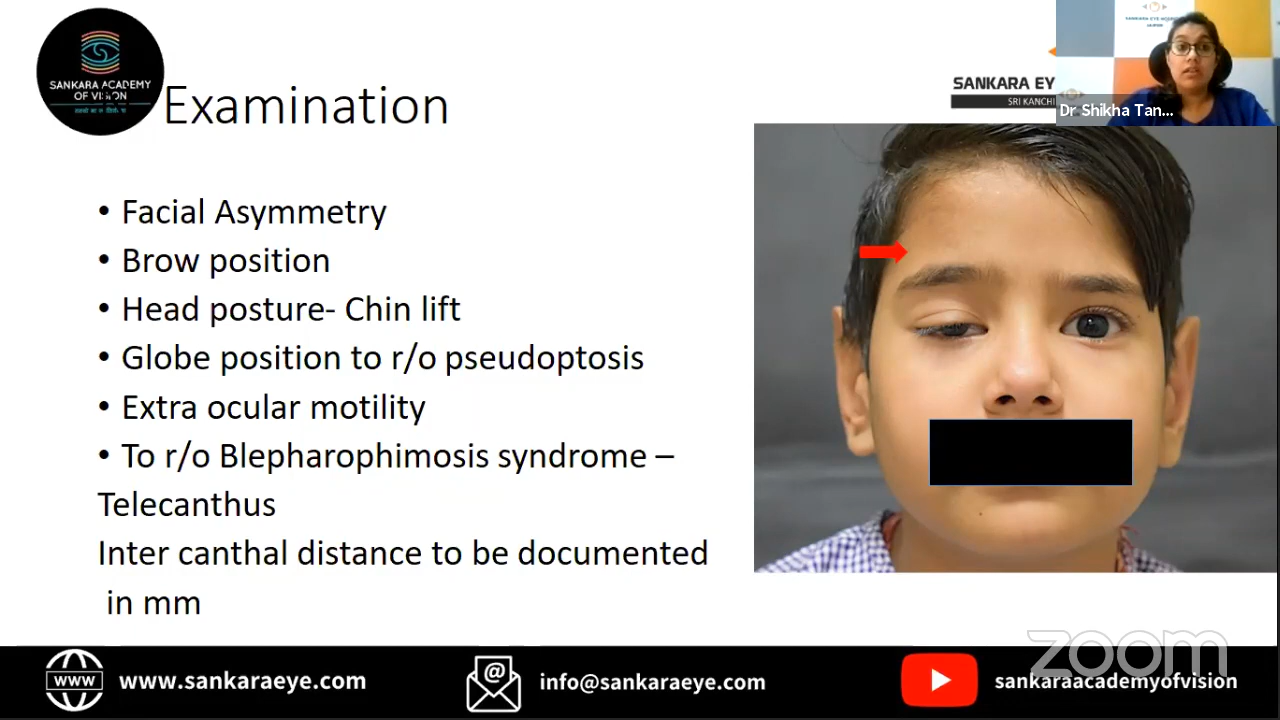 SANKARA ACADEMY
OF VISION
Examination
SANKARA EY
SRI KANCHI
Dr Shikha Tan...
• Facial Asymmetry
• Brow position
• Head posture- Chin lift
• Globe position to r/o pseudoptosis
• Extra ocular motility
• To r/o Blepharophimosis syndrome –
Telecanthus
Inter canthal distance to be documented
in mm
zoom
www
www.sankaraeye.com
@
info@sankaraeye.com
sankaraacademyofvision